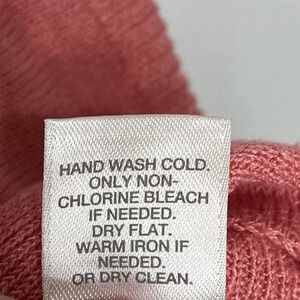 HAND WASH COLD.
ONLY NON-
CHLORINE BLEACH
IF NEEDED.
DRY FLAT.
WARM IRON IF
NEEDED.
OR DRY CLEAN.